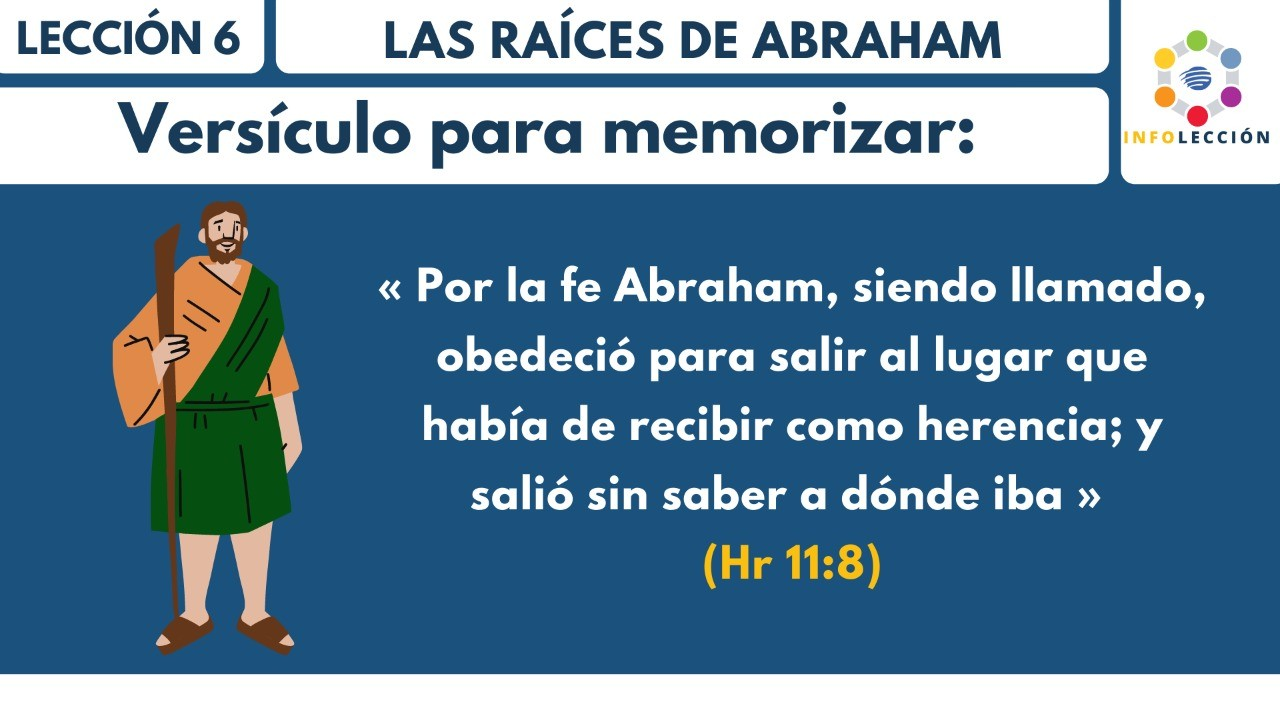 LECCIÓN 6
LAS RAÍCES DE ABRAHAM
INFOLECCIÓN
Versículo para memorizar:
« Por la fe Abraham, siendo llamado,
obedeció para salir al lugar que
había de recibir como herencia; y
salió sin saber a dónde iba »
(Hr 11:8)